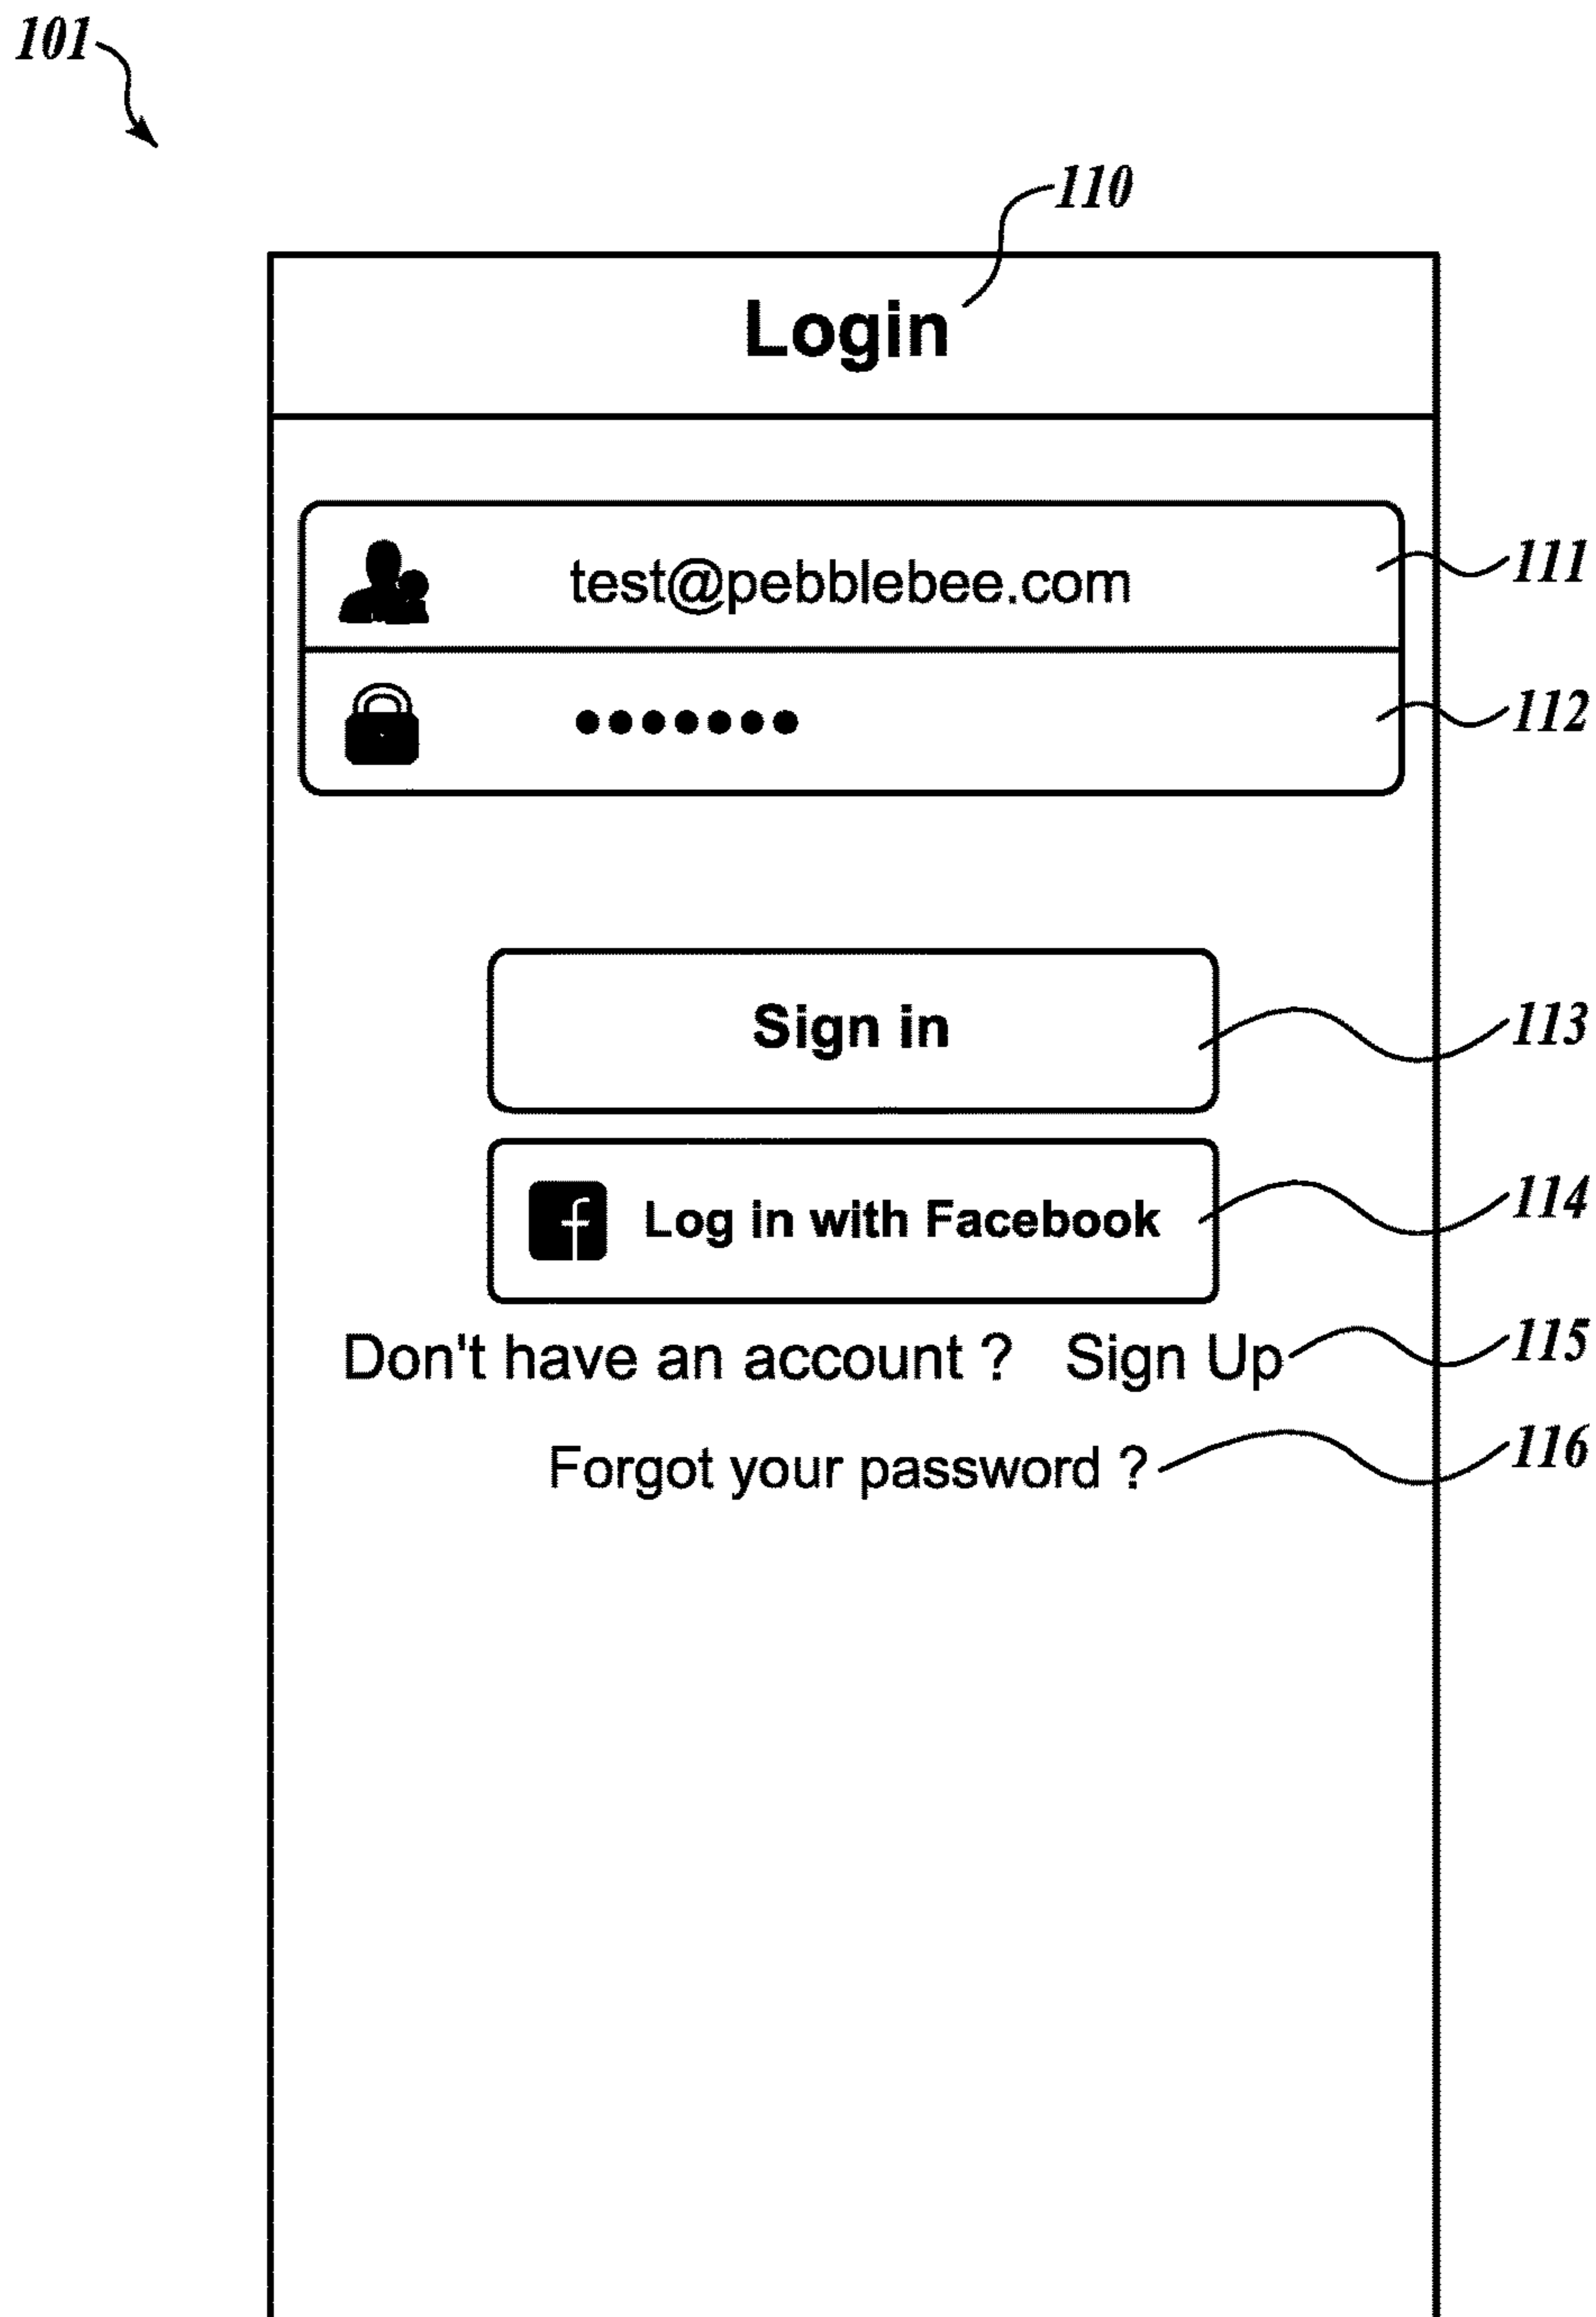 101
110
Login
test@pebblebee.com 111
••••••• 112
Sign in 113
f Log in with Facebook 114
Don't have an account ? Sign Up 115
Forgot your password ? 116